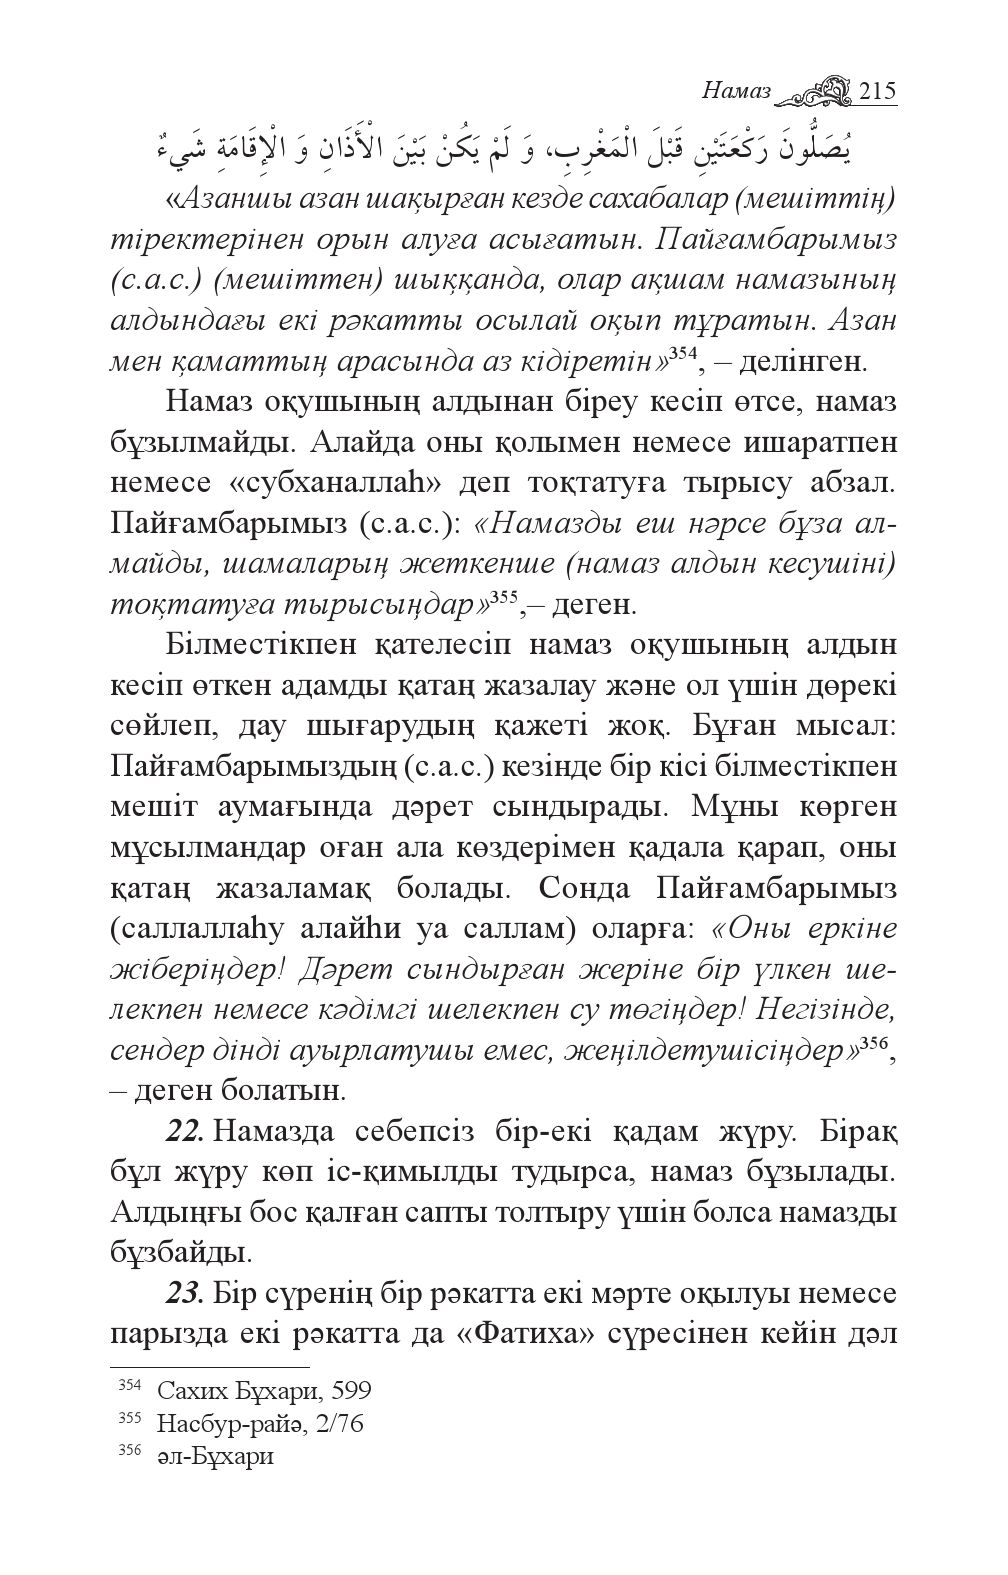 Намаз 215
يُصَلُّونَ رَكْعَتَيْنِ قَبْلَ الْمَغْرِبِ، وَ لَمْ يَكُنْ بَيْنَ الْأَذَانِ وَ الْإِقَامَةِ شَيءٌ
«Азаншы азан шақырған кезде сахабалар (мешіттің)
тіректерінен орын алуға асығатын. Пайғамбарымыз
(с.а.с.) (мешіттен) шыққанда, олар ақшам намазының
алдындағы екі рәкатты осылай оқып тұратын. Азан
мен қаматтың арасында аз кідіретін»354, – делінген.
Намаз оқушының алдынан біреу кесіп өтсе, намаз
бұзылмайды. Алайда оны қолымен немесе ишаратпен
немесе «субханаллаһ» деп тоқтатуға тырысу абзал.
Пайғамбарымыз (с.а.с.): «Намазды еш нәрсе бұза ал-
майды, шамаларың жеткенше (намаз алдын кесушіні)
тоқтатуға тырысыңдар»355,– деген.
Білместікпен қателесіп намаз оқушының алдын
кесіп өткен адамды қатаң жазалау және ол үшін дөрекі
сөйлеп, дау шығарудың қажеті жоқ. Бұған мысал:
Пайғамбарымыздың (с.а.с.) кезінде бір кісі білместікпен
мешіт аумағында дәрет сындырады. Мұны көрген
мұсылмандар оған ала көздерімен қадала қарап, оны
қатаң жазаламақ болады. Сонда Пайғамбарымыз
(саллаллаһу алайһи уа саллам) оларға: «Оны еркіне
жіберіңдер! Дәрет сындырған жеріне бір үлкен ше-
лекпен немесе кәдімгі шелекпен су төгіңдер! Негізінде,
сендер дінді ауырлатушы емес, жеңілдетушісіңдер»356,
– деген болатын.
22. Намазда себепсіз бір-екі қадам жүру. Бірақ
бұл жүру көп іс-қимылды тудырса, намаз бұзылады.
Алдыңғы бос қалған сапты толтыру үшін болса намазды
бұзбайды.
23. Бір сүренің бір рәкатта екі мәрте оқылуы немесе
парызда екі рәкатта да «Фатиха» сүресінен кейін дәл
354 Сахих Бұхари, 599
355 Насбур-райә, 2/76
356 әл-Бұхари